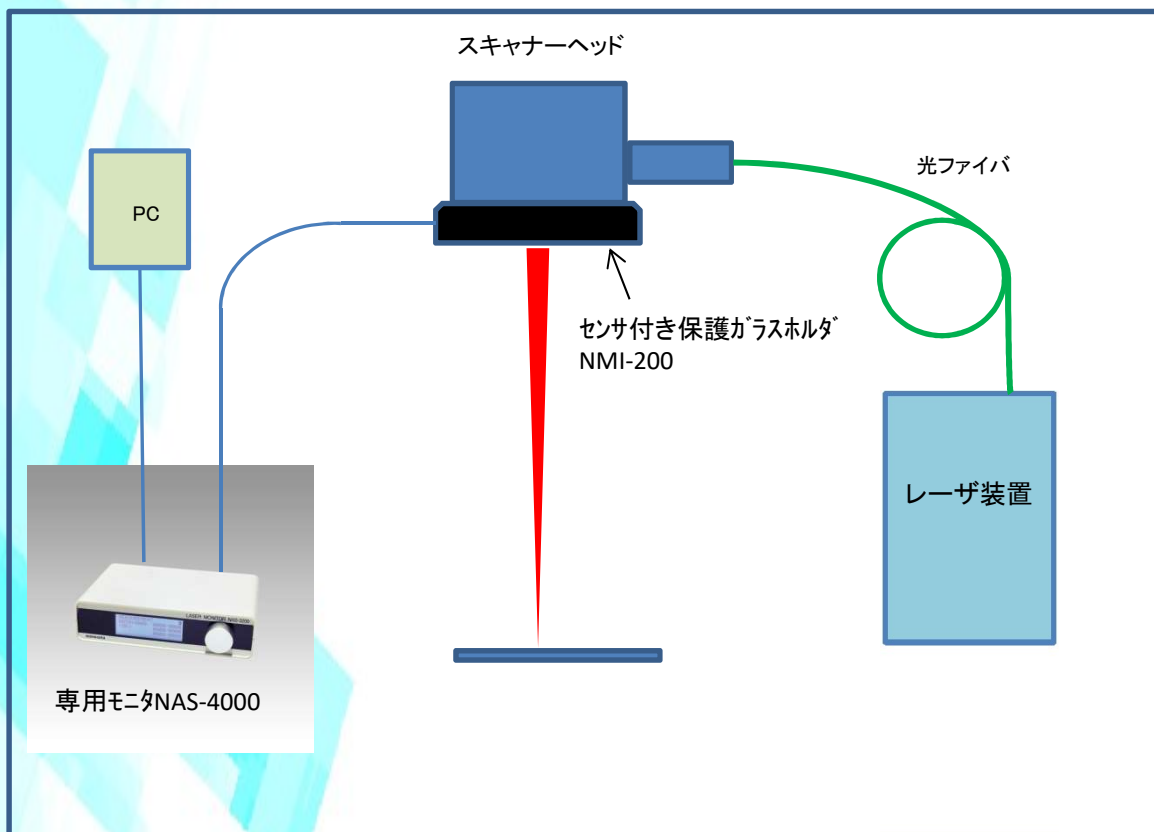 スキャナーヘッド
光ファイバ
PC
センサ付き保護ガラスホルダ
NMI-200
レーザ装置
LASER MONITOR NAS-
専用モニタNAS-4000